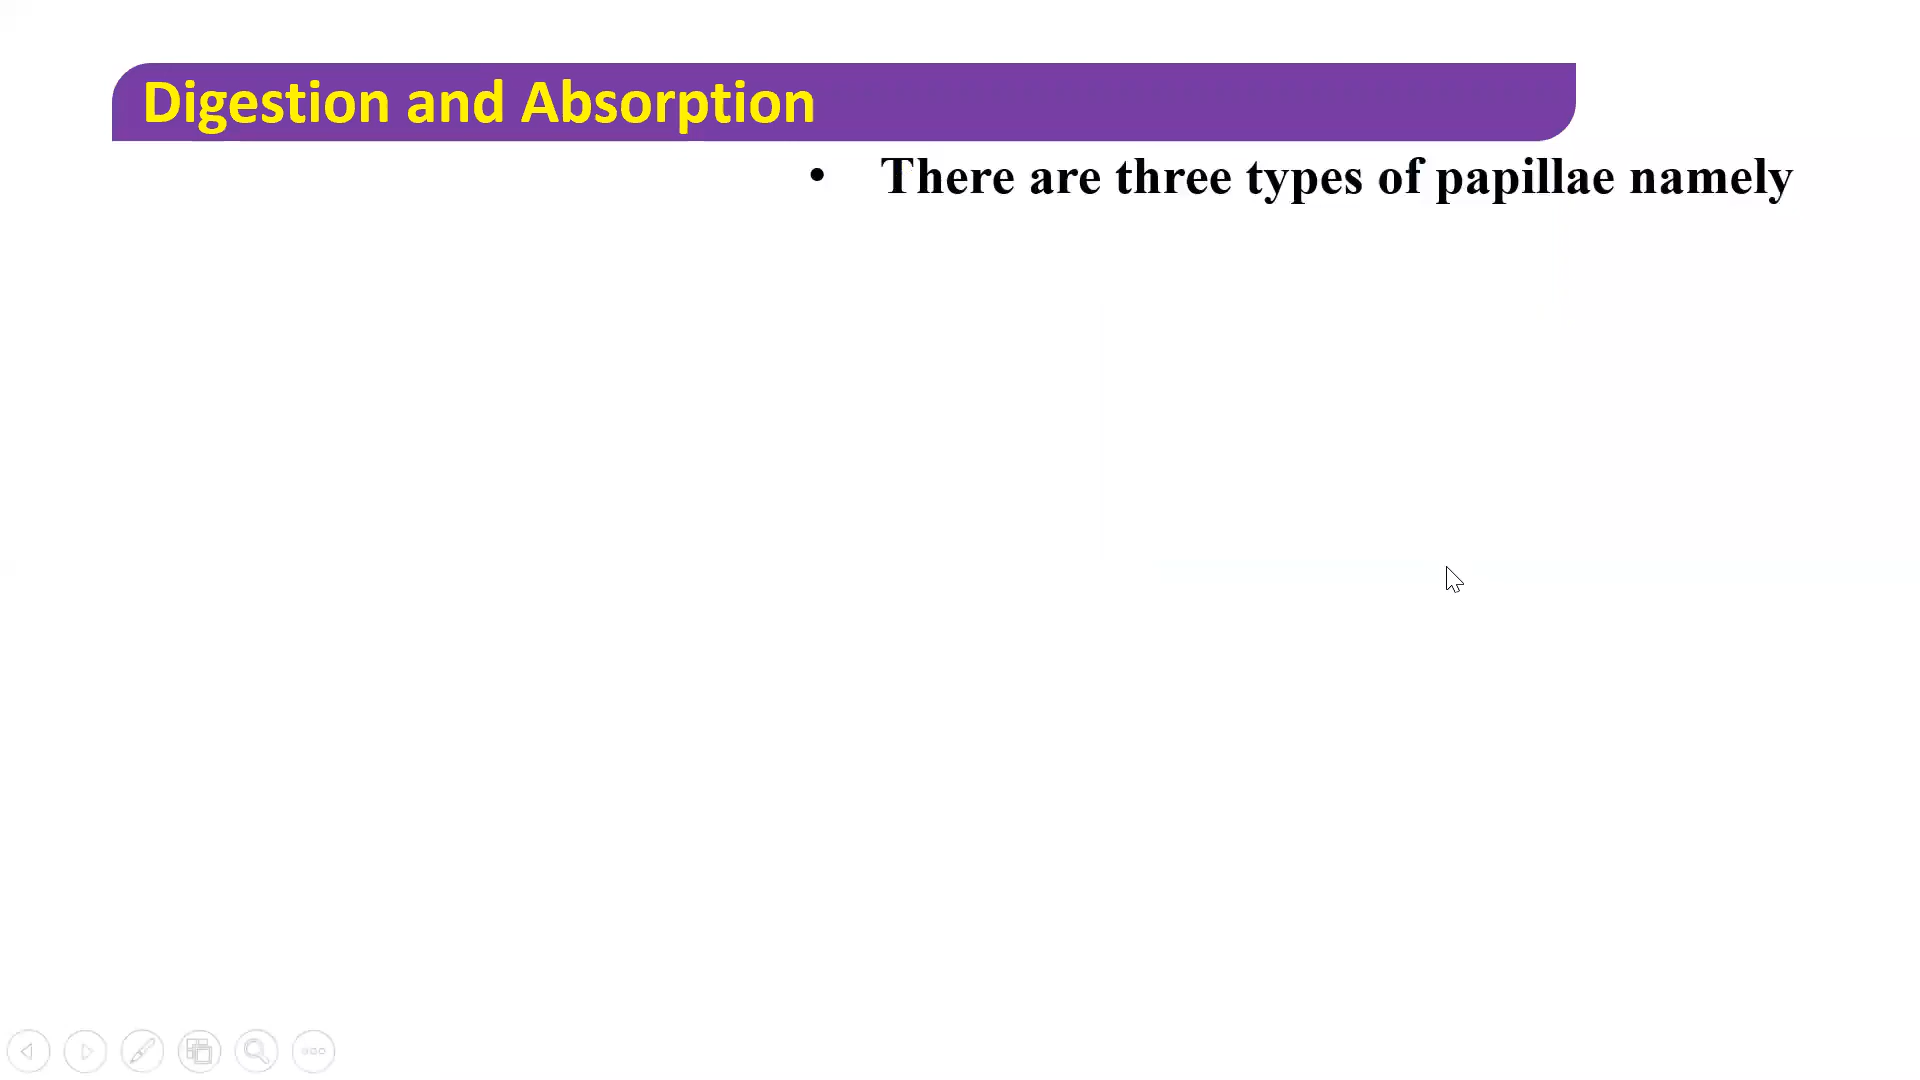 Digestion and Absorption
• There are three types of papillae namely